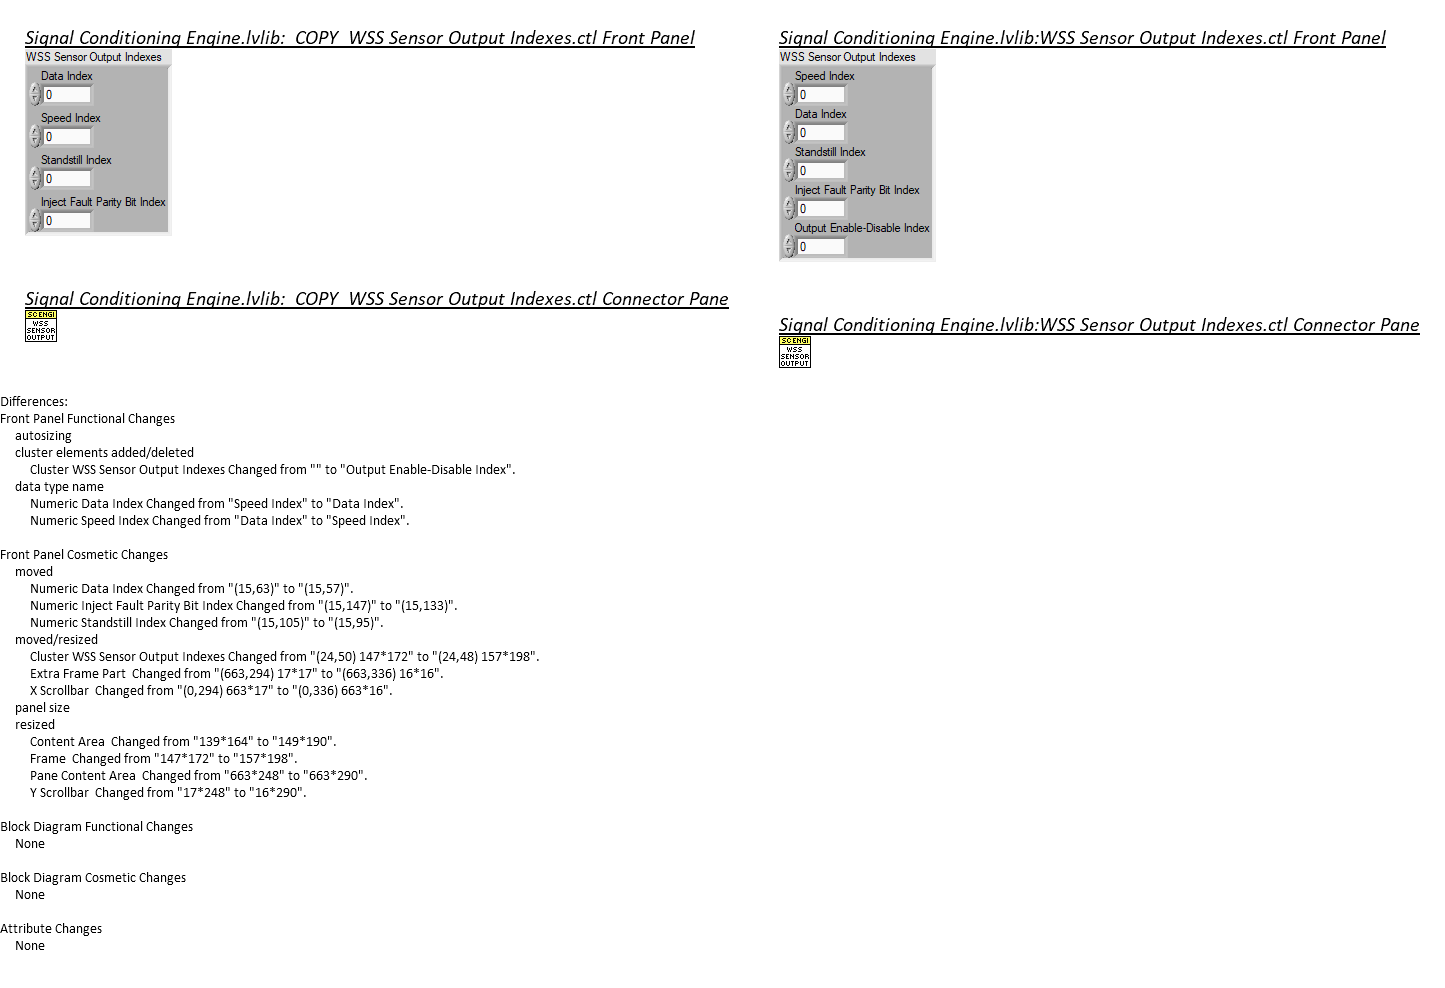 Signal Conditioning Engine.lvlib:  COPY  WSS Sensor Output Indexes.ctl Front Panel
WSS Sensor Output Indexes
Data Index
0
Speed Index
0
Standstill Index
0
Inject Fault Parity Bit Index
0
Signal Conditioning Engine.lvlib:WSS Sensor Output Indexes.ctl Front Panel
WSS Sensor Output Indexes
Speed Index
0
Data Index
0
Standstill Index
0
Inject Fault Parity Bit Index
0
Output Enable-Disable Index
0
Signal Conditioning Engine.lvlib:  COPY  WSS Sensor Output Indexes.ctl Connector Pane
SCENGI
WSS
SENSOR
OUTPUT
Signal Conditioning Engine.lvlib:WSS Sensor Output Indexes.ctl Connector Pane
SCENGI
WSS
SENSOR
OUTPUT
Differences:
Front Panel Functional Changes
autosizing
cluster elements added/deleted
Cluster WSS Sensor Output Indexes Changed from "" to "Output Enable-Disable Index".
data type name
Numeric Data Index Changed from "Speed Index" to "Data Index".
Numeric Speed Index Changed from "Data Index" to "Speed Index".
Front Panel Cosmetic Changes
moved
Numeric Data Index Changed from "(15,63)" to "(15,57)".
Numeric Inject Fault Parity Bit Index Changed from "(15,147)" to "(15,133)".
Numeric Standstill Index Changed from "(15,105)" to "(15,95)".
moved/resized
Cluster WSS Sensor Output Indexes Changed from "(24,50) 147*172" to "(24,48) 157*198".
Extra Frame Part  Changed from "(663,294) 17*17" to "(663,336) 16*16".
X Scrollbar  Changed from "(0,294) 663*17" to "(0,336) 663*16".
panel size
resized
Content Area  Changed from "139*164" to "149*190".
Frame  Changed from "147*172" to "157*198".
Pane Content Area  Changed from "663*248" to "663*290".
Y Scrollbar  Changed from "17*248" to "16*290".
Block Diagram Functional Changes
None
Block Diagram Cosmetic Changes
None
Attribute Changes
None